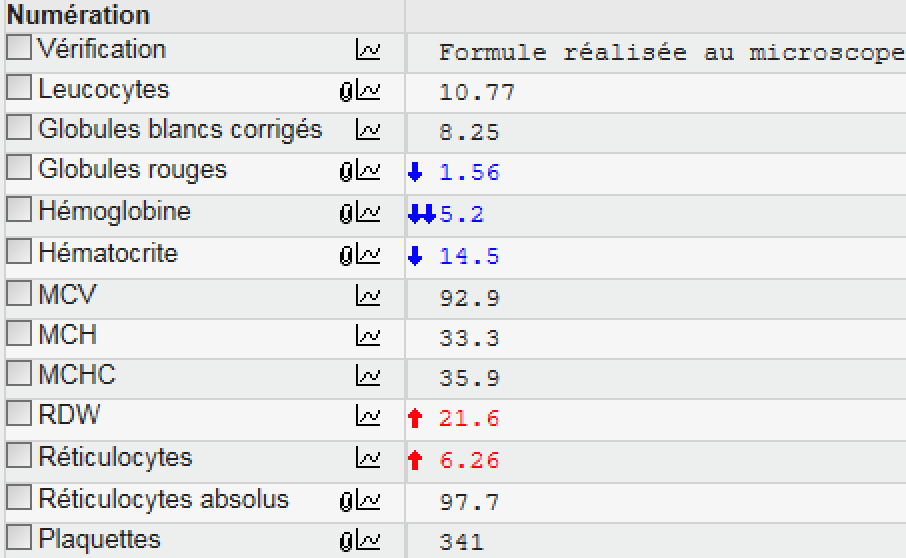 Numération
Vérification Formule réalisée au microscope
Leucocytes 10.77
Globules blancs corrigés 8.25
Globules rouges 1.56
Hémoglobine 5.2
Hématocrite 14.5
MCV 92.9
MCH 33.3
MCHC 35.9
RDW 21.6
Réticulocytes 6.26
Réticulocytes absolus 97.7
Plaquettes 341